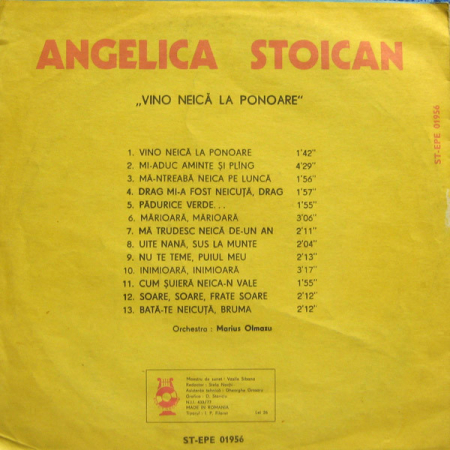 ANGELICA STOICAN
„VINO NEICĂ LA PONOARE"
ST-EPE 01956
1. VINO NEICĂ LA PONOARE 1'42"
2. MI-ADUC AMINTE ȘI PLÎNG 4'29"
3. MĂ-NTREABĂ NEICA PE LUNCĂ 1'56"
4. DRAG MI-A FOST NEICUȚĂ, DRAG 1'57"
5. PĂDURICE VERDE... 1'55"
6. MĂRIOARĂ, MĂRIOARĂ 3'06"
7. MĂ TRUDESC NEICĂ DE-UN AN 2'11"
8. UITE NANĂ, SUS LA MUNTE 2'04"
9. NU TE TEME, PUIUL MEU 2'13"
10. INIMIOARĂ, INIMIOARĂ 3'17"
11. CUM ȘUIERĂ NEICA-N VALE 1'55"
12. SOARE, SOARE, FRATE SOARE 2'12"
13. BATĂ-TE NEICUȚĂ, BRUMA 2'12"
Orchestra : Marius Olmazu
MADE IN ROMANIA
ST-EPE 01956